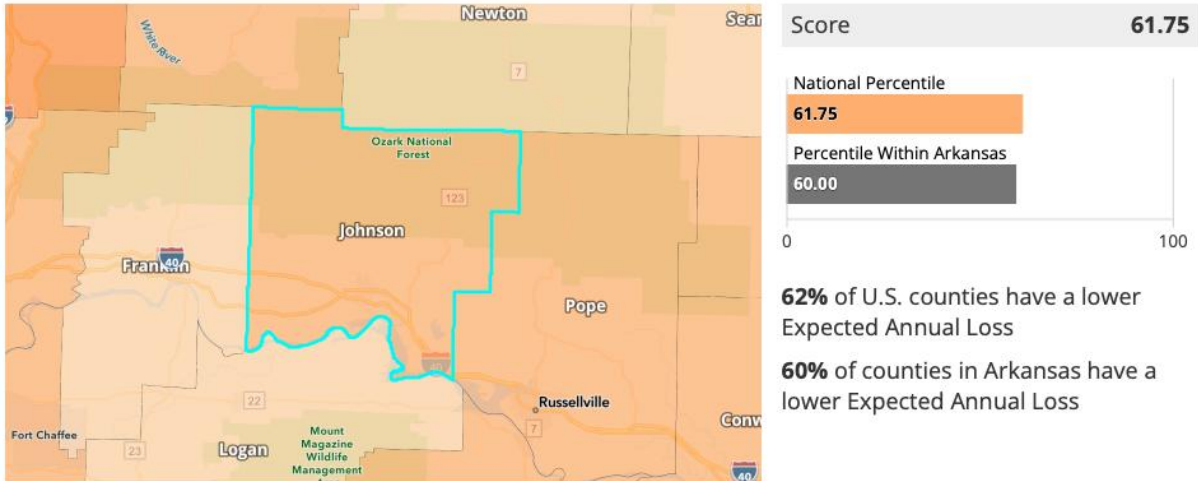 Newton
Sear
White River
7
Ozark National
Forest
123
Johnson
40
Franklin
Pope
40
22
Russellville
7
Fort Chaffee
23
Logan
Mount
Magazine
Wildlife
Management
Conw
40
Score 61.75
National Percentile
61.75
Percentile Within Arkansas
60.00
0 100
62% of U.S. counties have a lower
Expected Annual Loss
60% of counties in Arkansas have a
lower Expected Annual Loss